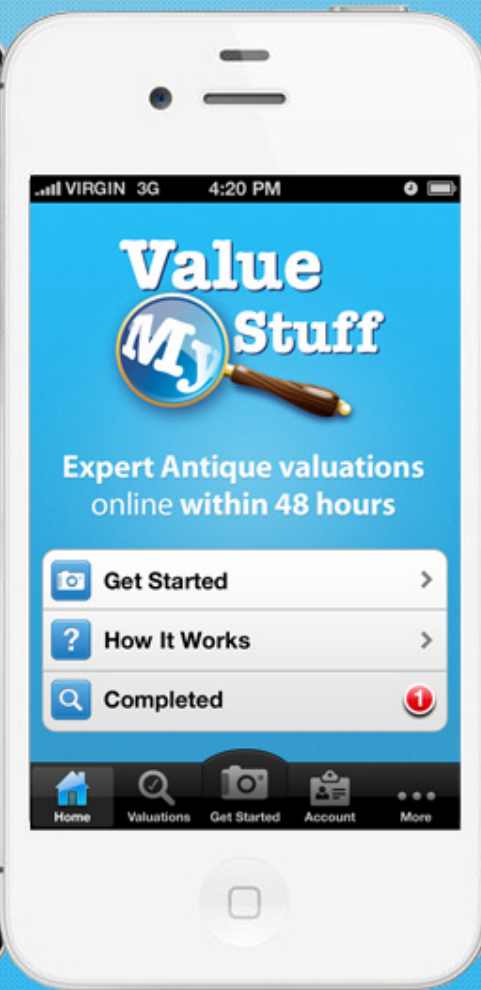 VIRGIN 3G 4:20 PM
Value
My Stuff
Expert Antique valuations
online within 48 hours
Get Started
? How It Works
Completed 1
Home Valuations Get Started Account More